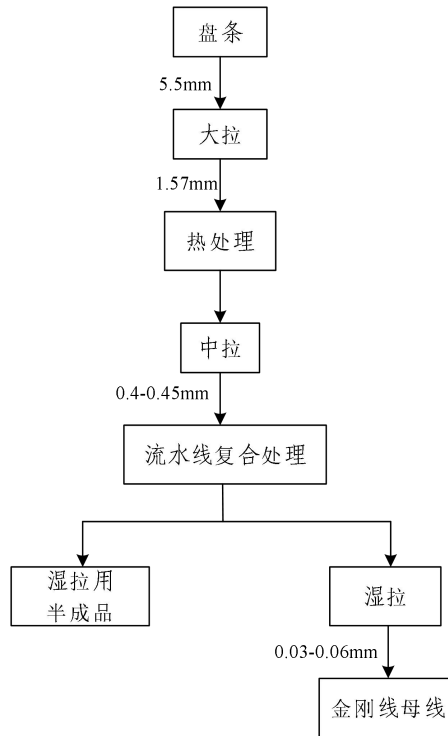 盘条
5.5mm
大拉
1.57mm
热处理
中拉
0.4-0.45mm
流水线复合处理
湿拉用
半成品
湿拉
0.03-0.06mm
金刚线母线